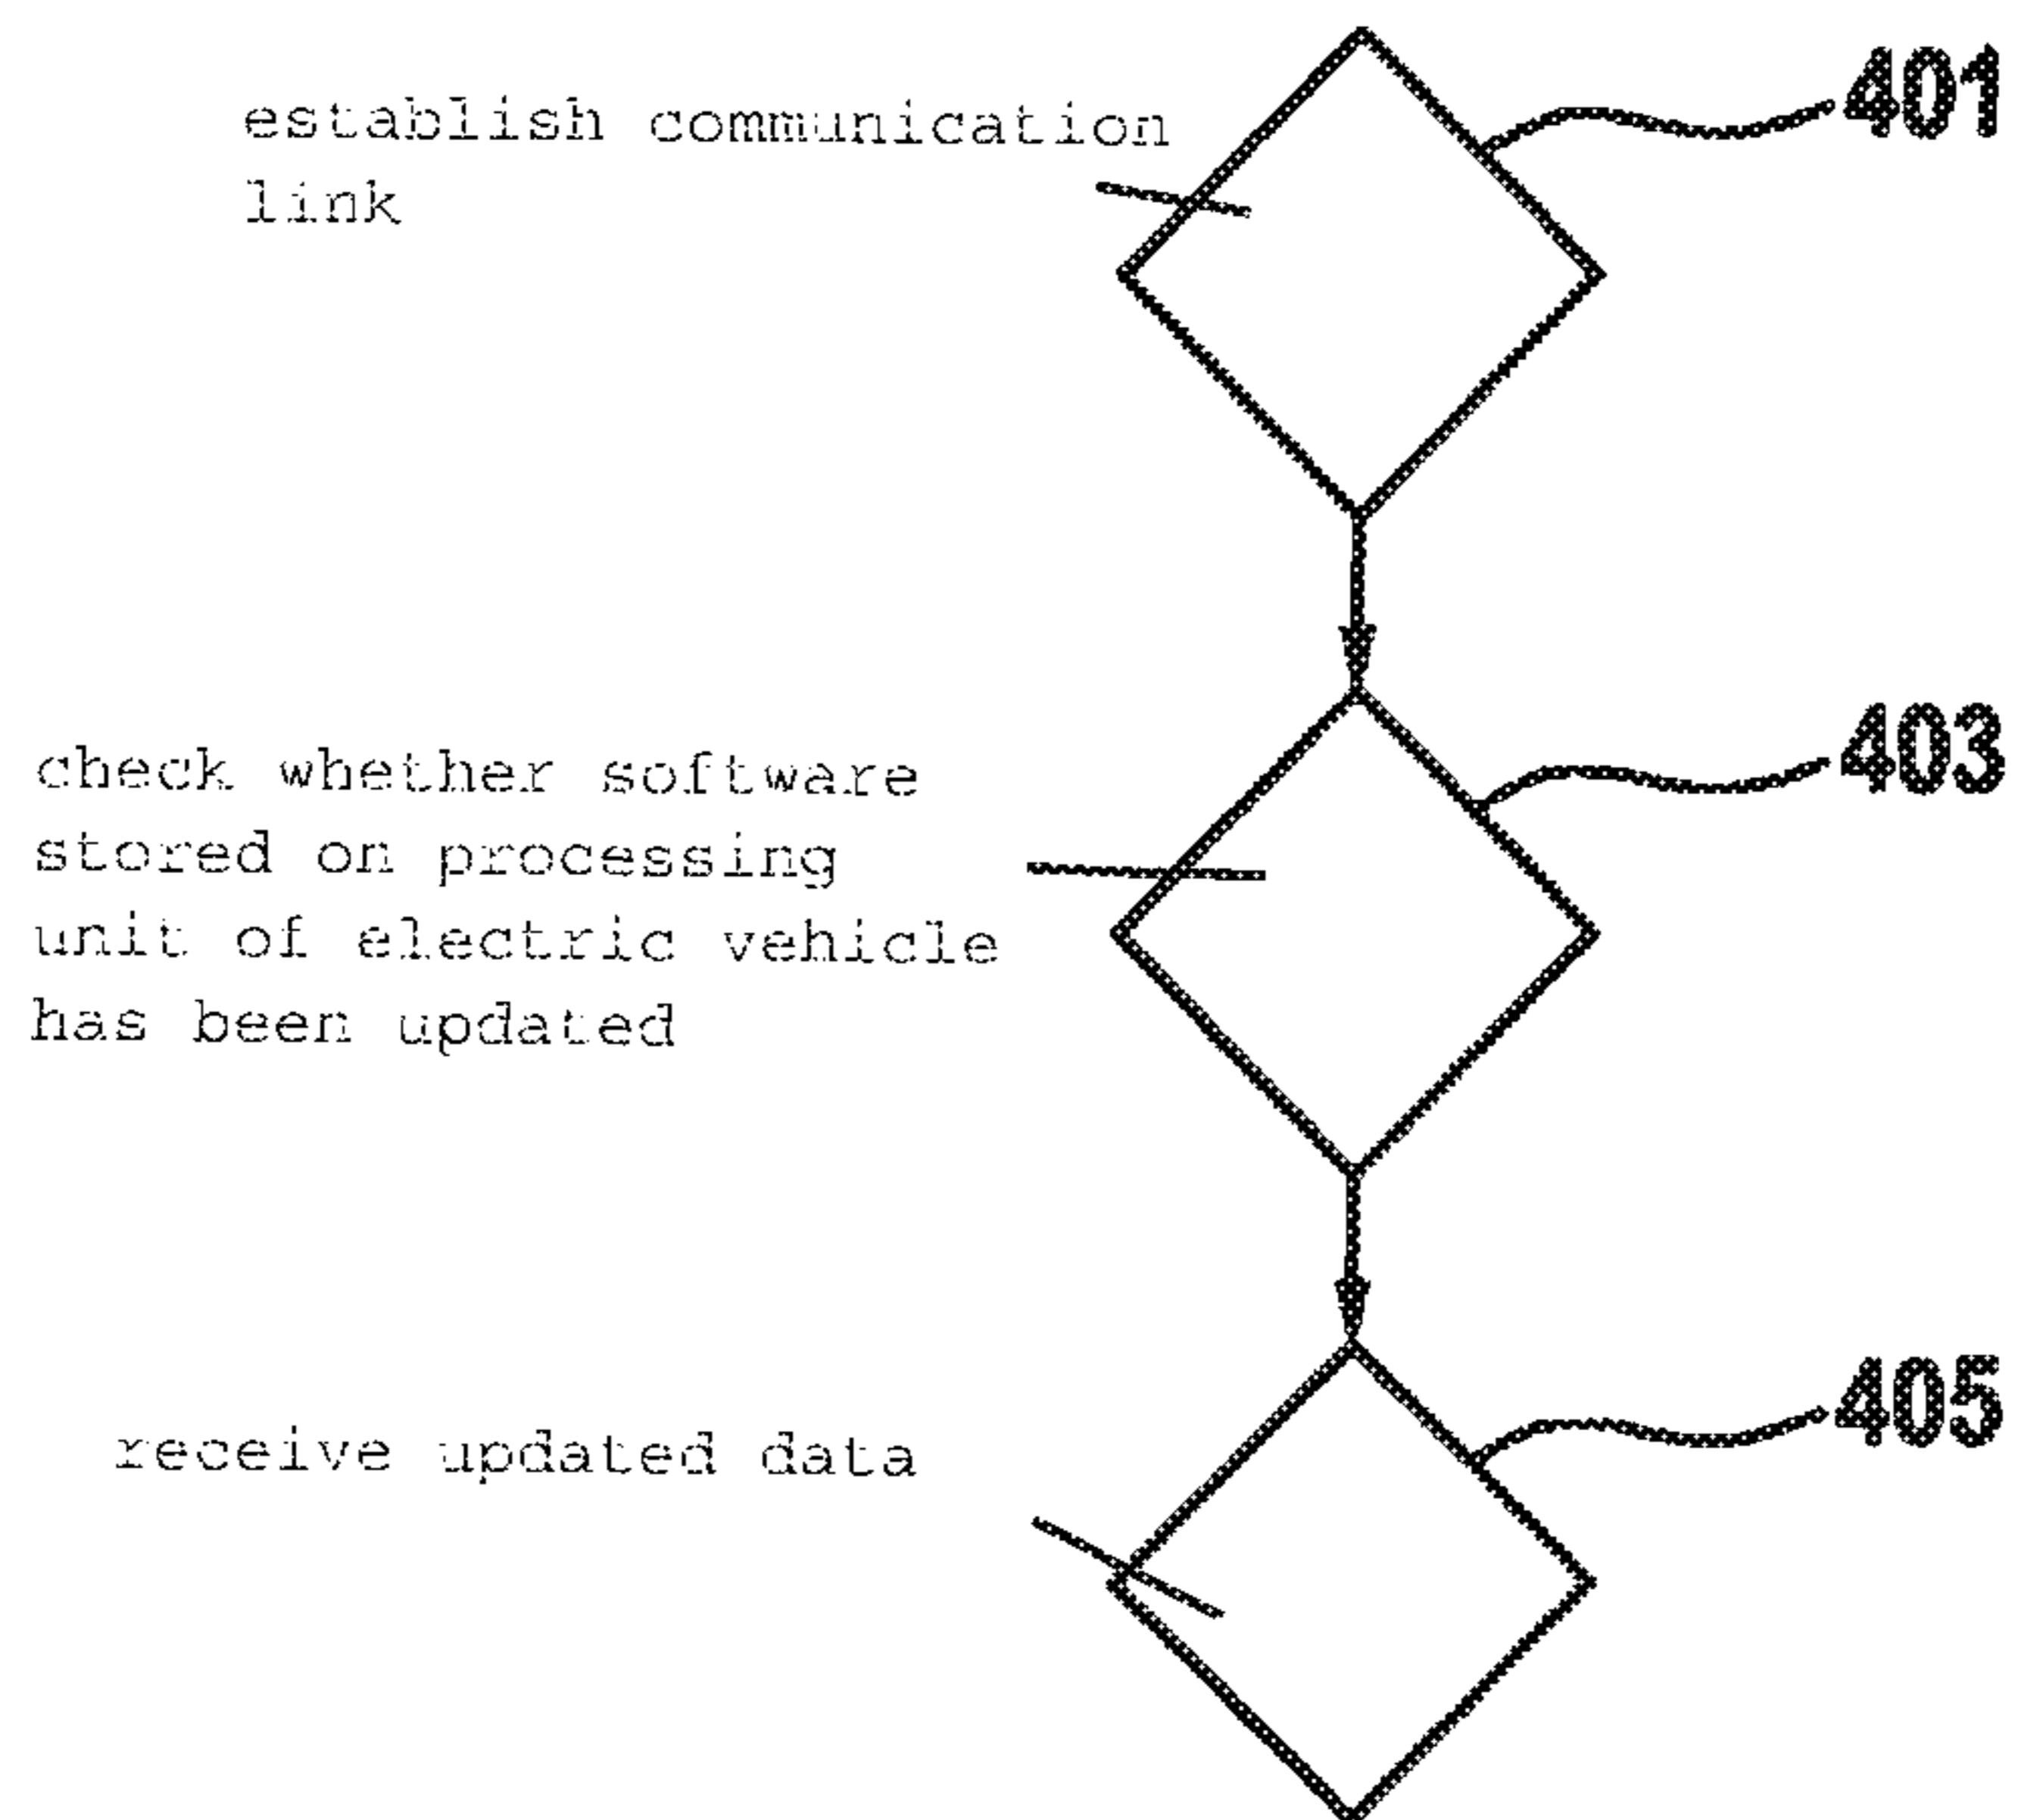 establish communication
link
401
check whether software
stored on processing
unit of electric vehicle
has been updated
403
receive updated data
405